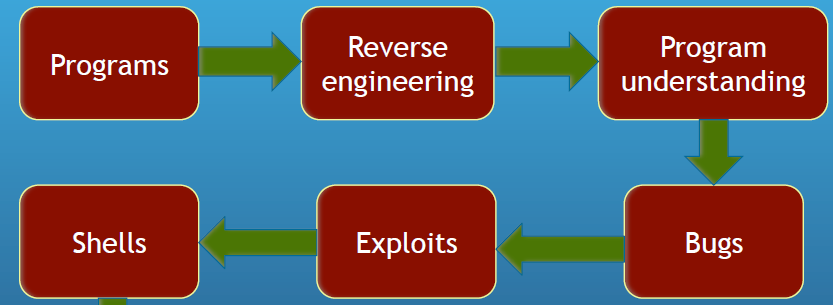 Programs
Reverse
engineering
Program
understanding
Bugs
Exploits
Shells